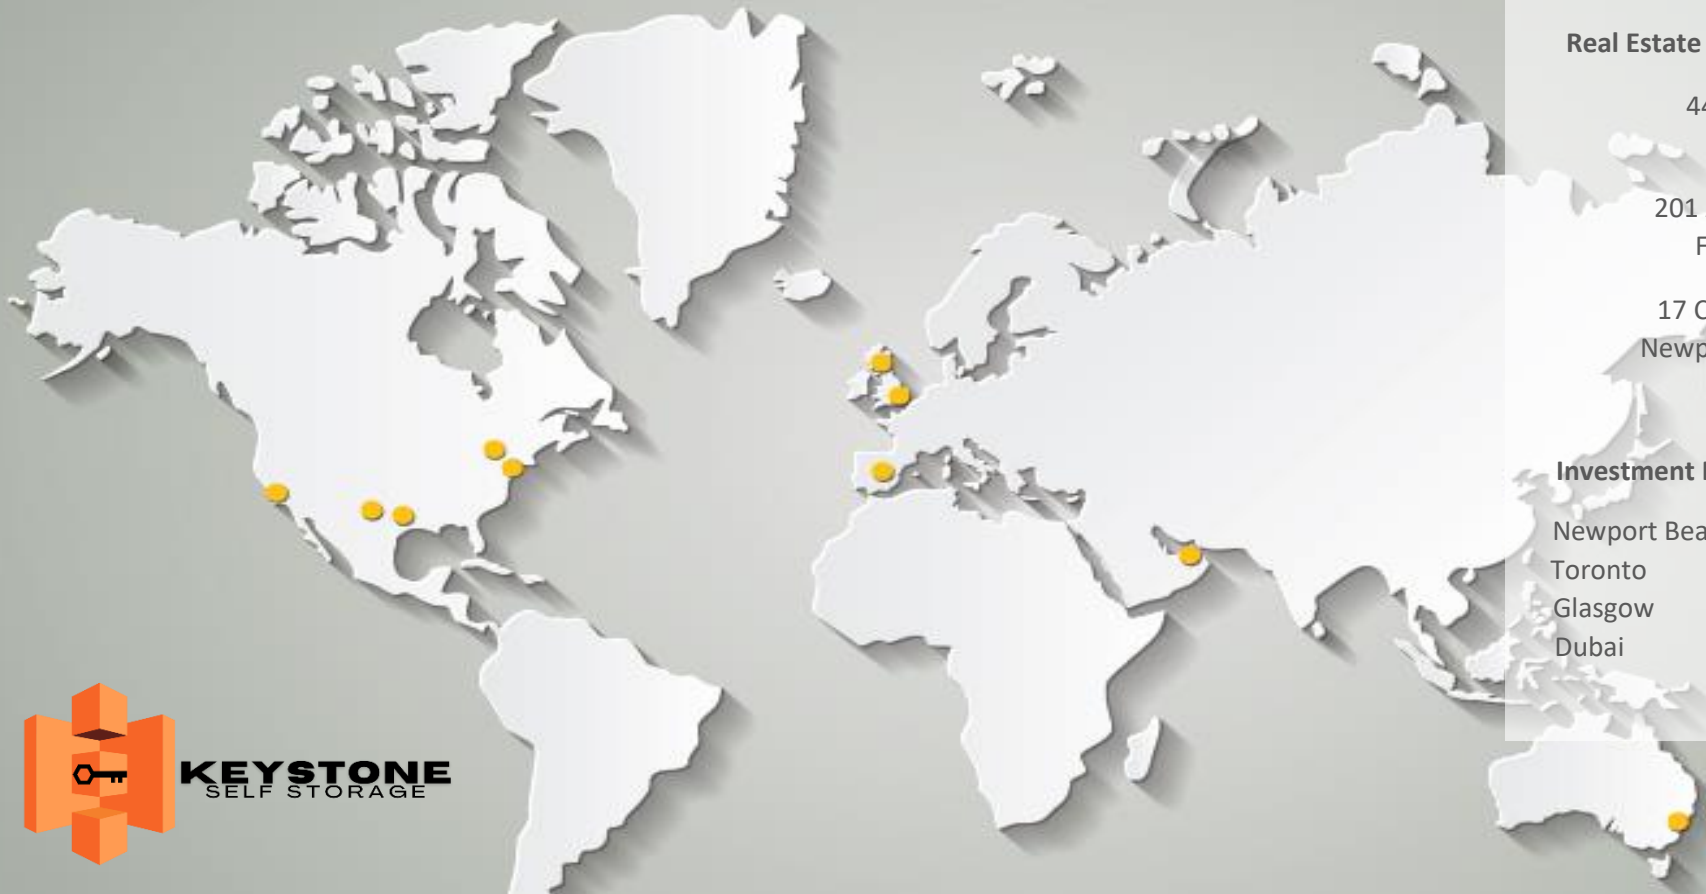 Real Estate
44
201
F
17 C
Newp
Investment
Newport Bea
Toronto
Glasgow
Dubai
KEYSTONE
SELF STORAGE